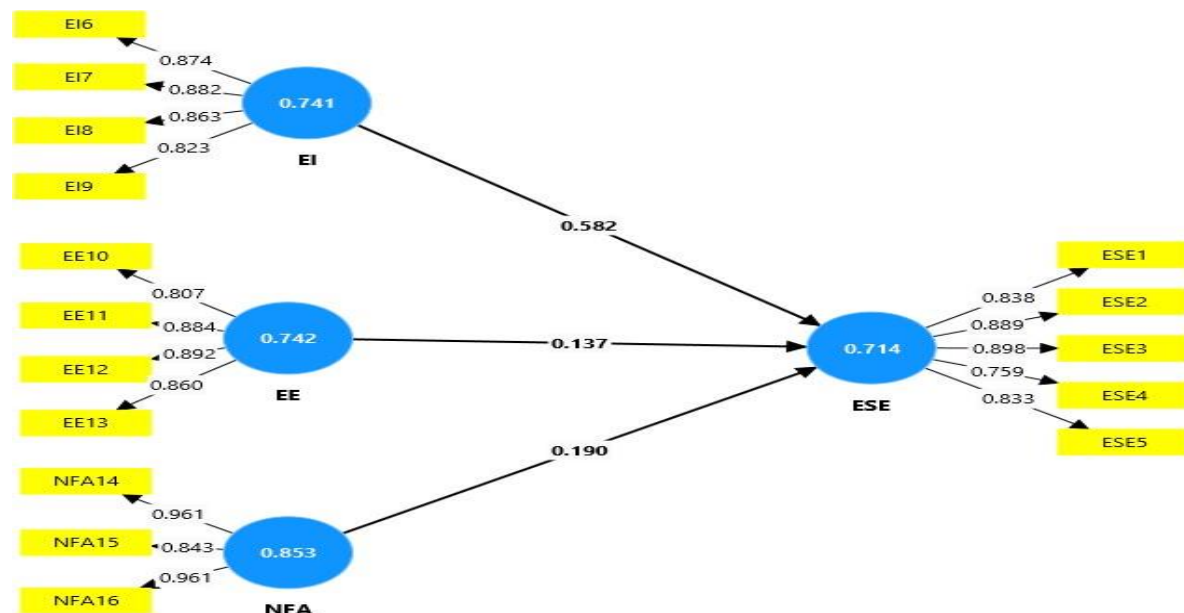 EI6
0.874
EI7
0.882
EI8
0.863
EI9
0.823
0.741
EI
0.582
EE10
0.807
EE11
0.884
EE12
0.892
EE13
0.860
0.742
EE
0.137
NFA14
0.961
NFA15
0.843
NFA16
0.961
0.853
NFA
0.190
0.714
ESE
ESE1
0.838
ESE2
0.889
ESE3
0.898
ESE4
0.759
ESE5
0.833